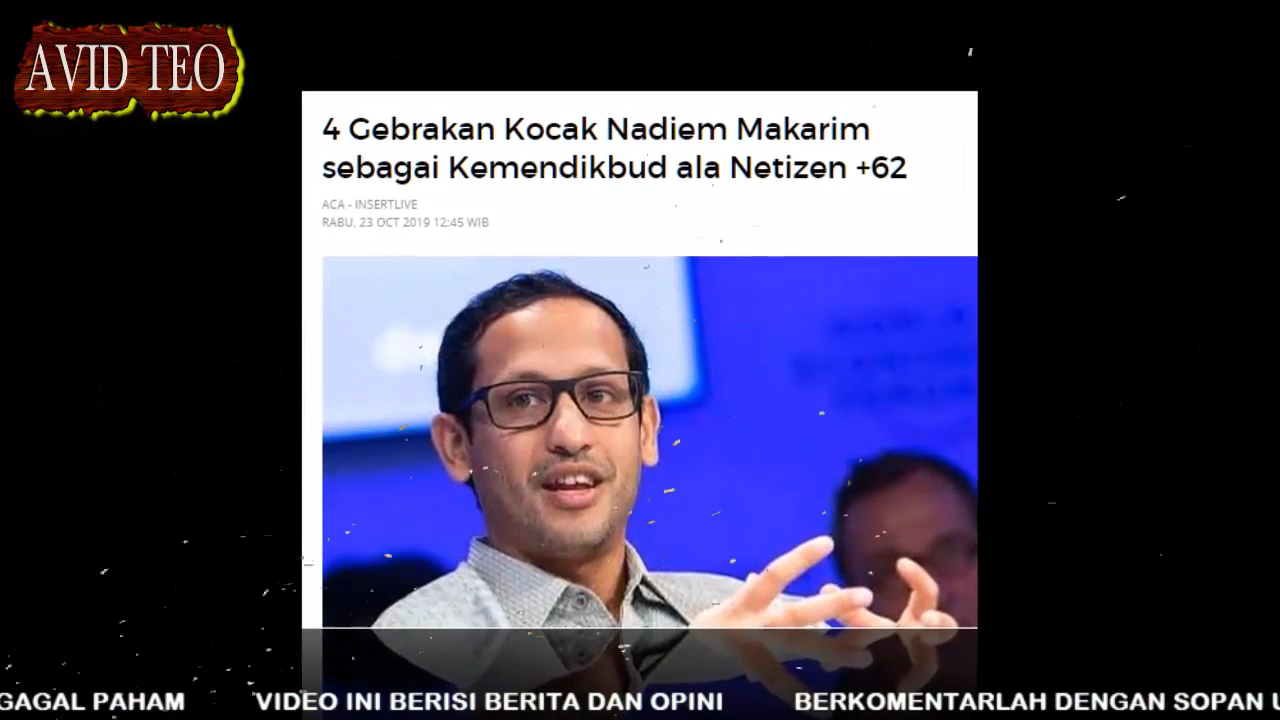 AVID TEO
4 Gebrakan Kocak Nadiem Makarim
sebagai Kemendikbud ala Netizen +62
ACA - INSERTLIVE
RABU, 23 OCT 2019 12:45 WIB
GAGAL PAHAM VIDEO INI BERISI BERITA DAN OPINI BERKOMENTARLAH DENGAN SOPAN